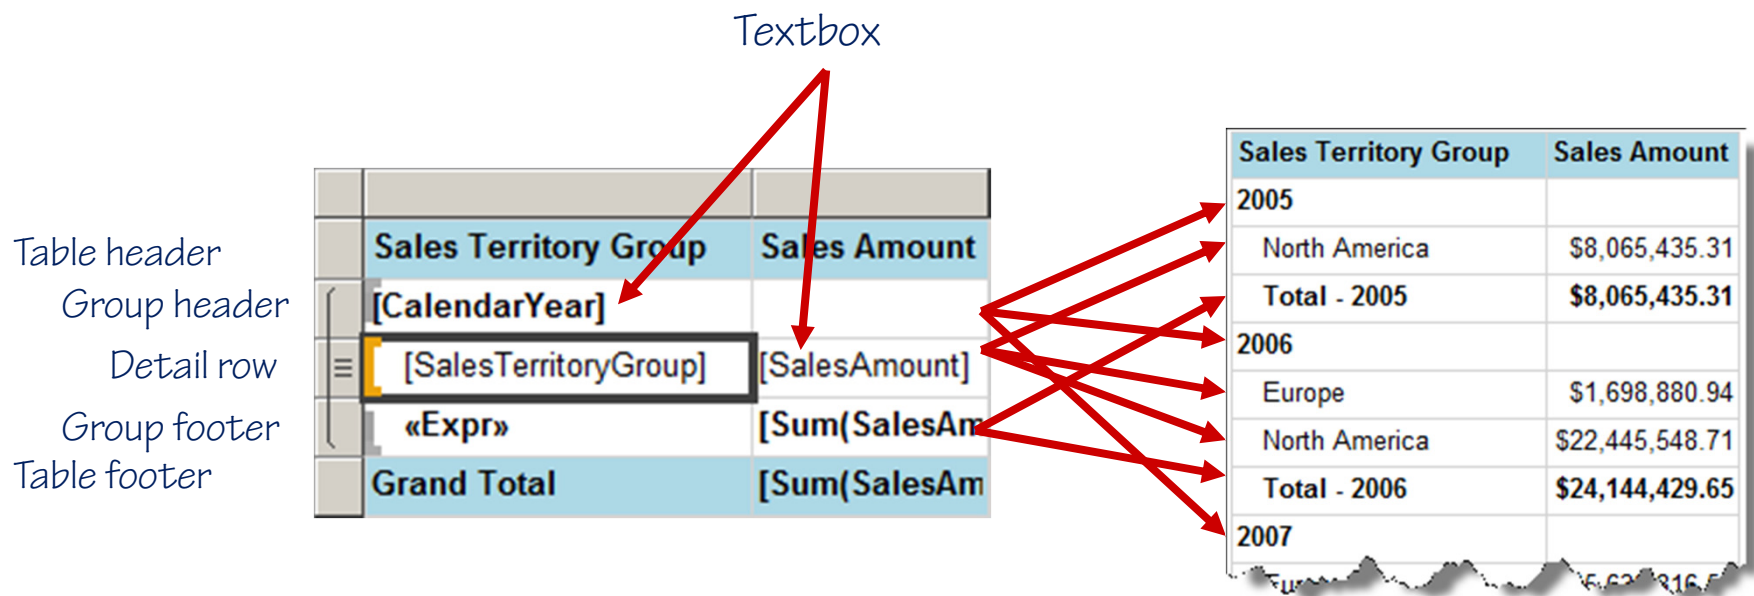 Textbox
Table header
Group header
Detail row
Group footer
Table footer
Sales Territory Group Sales Amount
[CalendarYear]
[SalesTerritoryGroup] [SalesAmount]
«Expr» [Sum(SalesAm
Grand Total [Sum(SalesAm
Sales Territory Group Sales Amount
2005
North America $8,065,435.31
Total - 2005 $8,065,435.31
2006
Europe $1,698,880.94
North America $22,445,548.71
Total - 2006 $24,144,429.65
2007